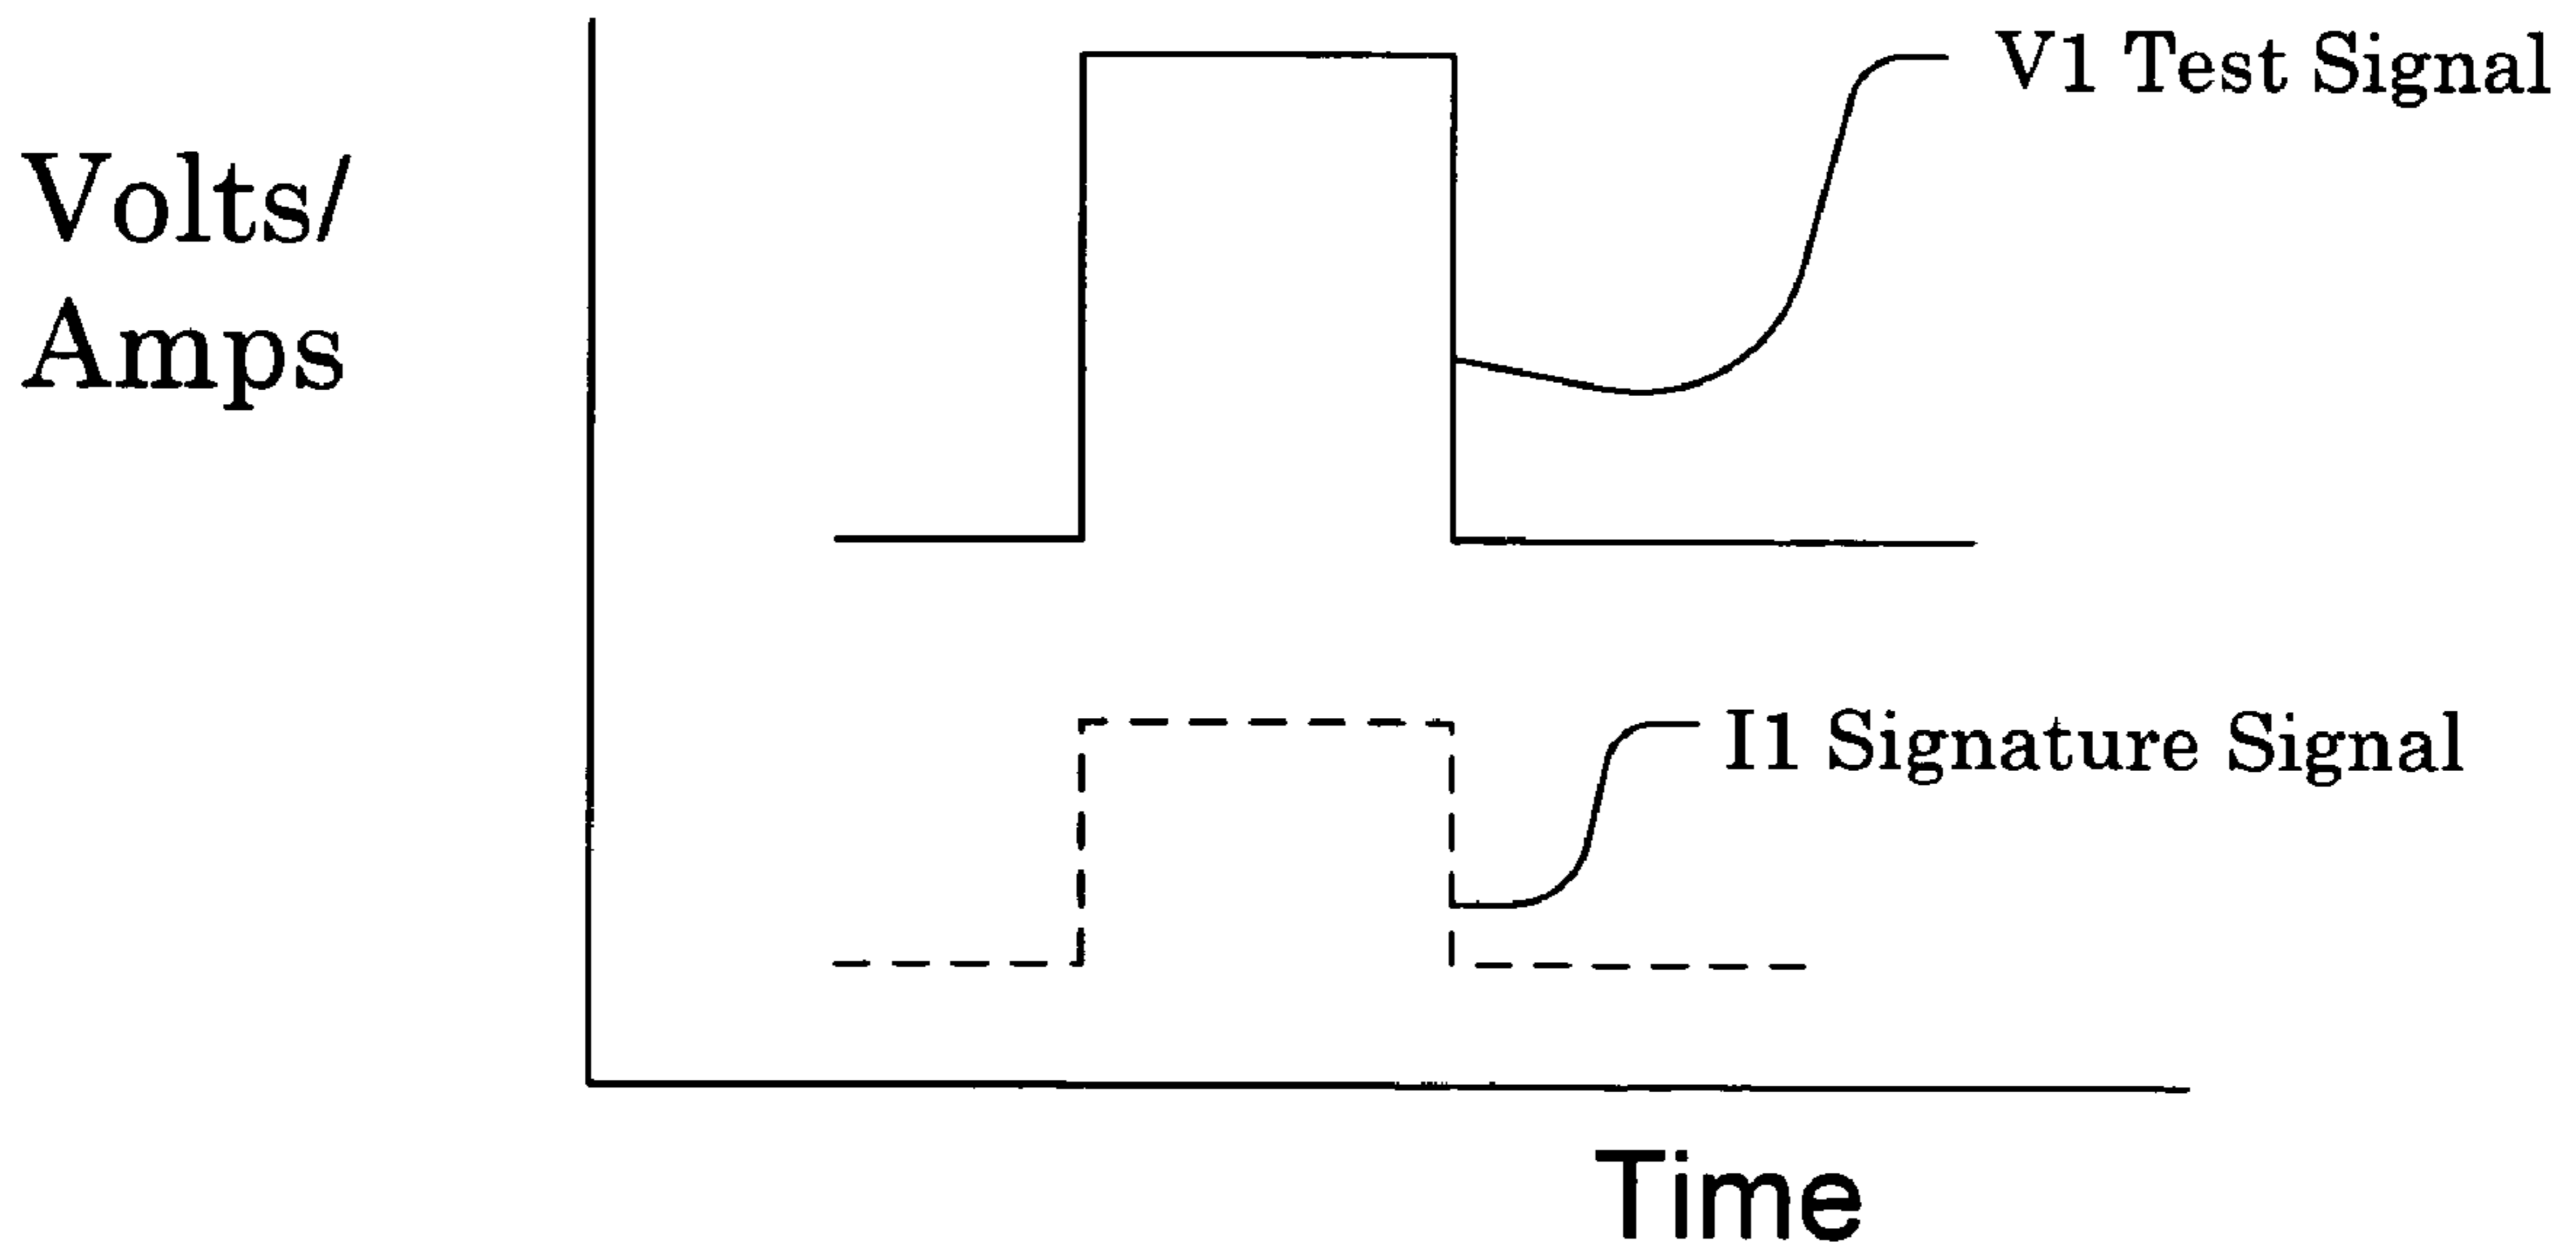 V1 Test Signal
Volts/
Amps
I1 Signature Signal
Time